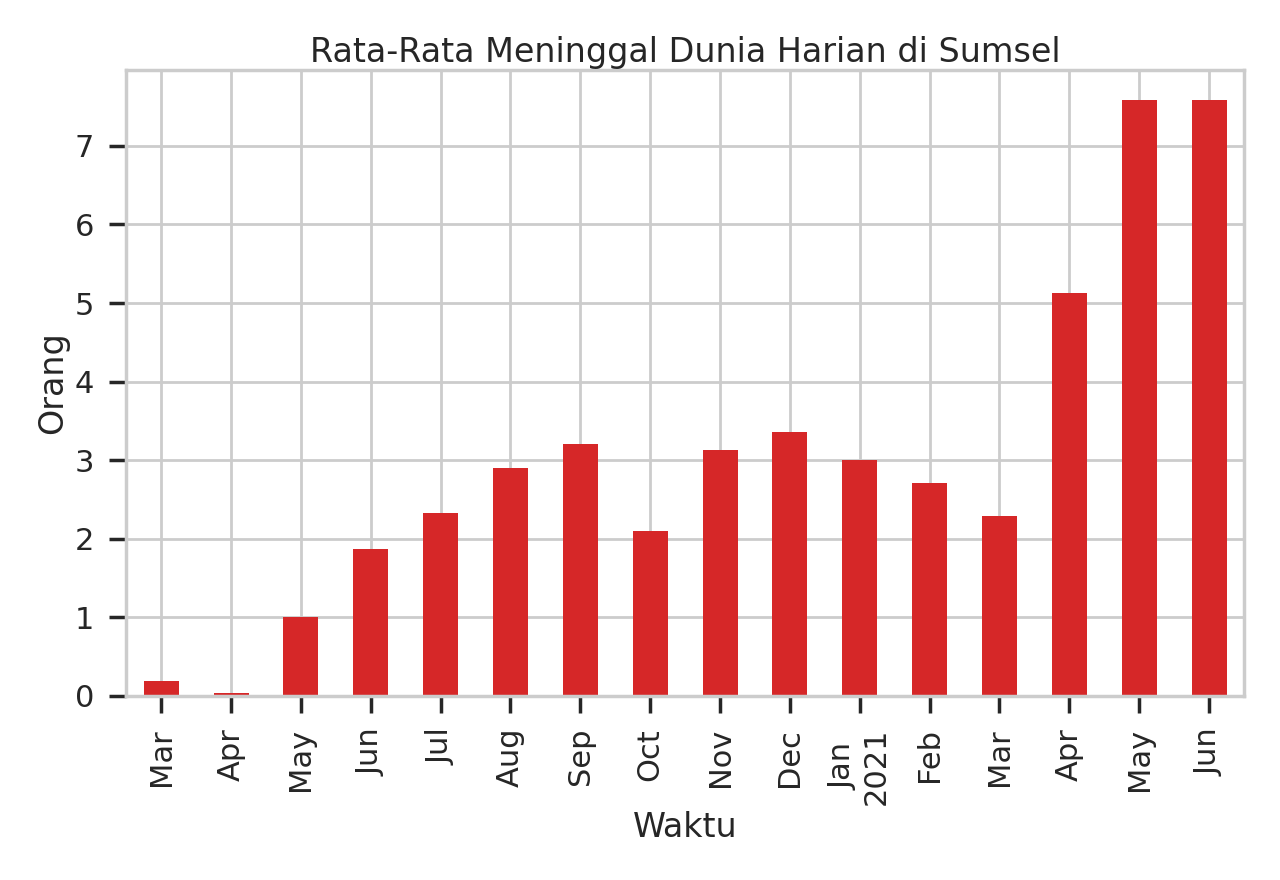 Rata-Rata Meninggal Dunia Harian di Sumsel
Orang
7
6
5
4
3
2
1
0
Mar
Apr
May
Jun
Jul
Aug
Sep
Oct
Nov
Dec
Jan
2021
Feb
Mar
Apr
May
Jun
Waktu